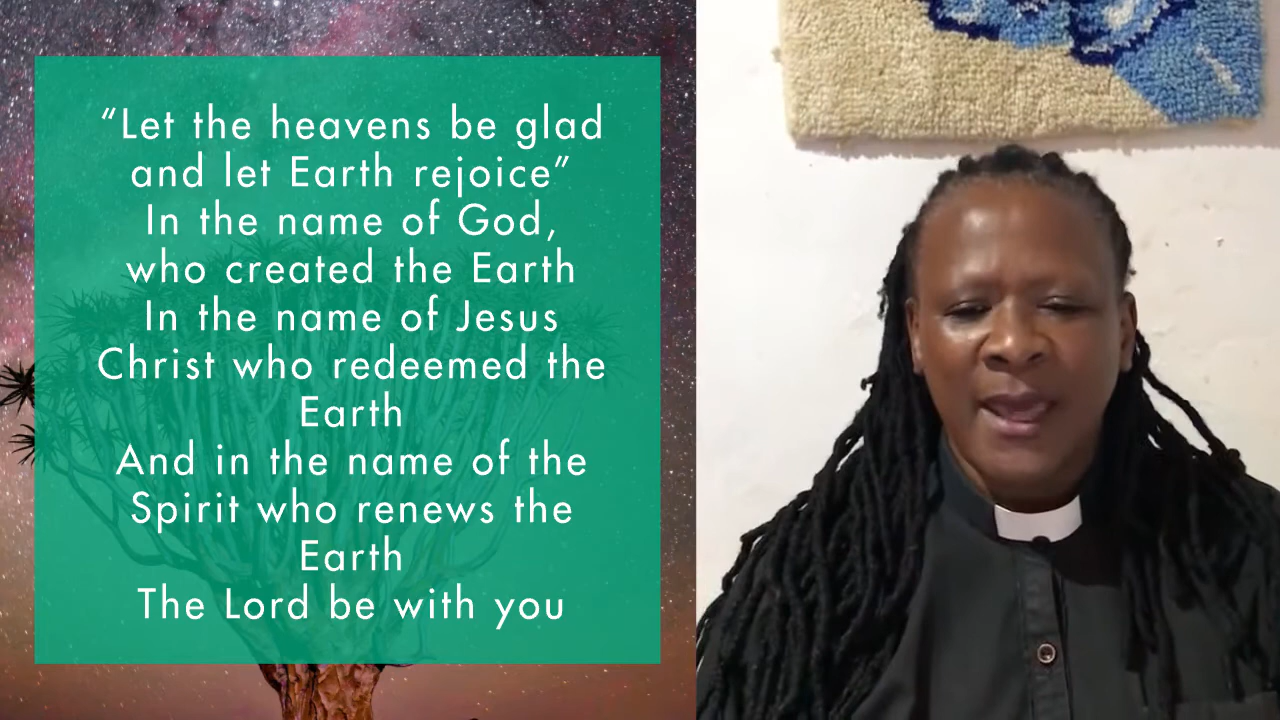 “Let the heavens be glad
and let Earth rejoice”
In the name of God,
who created the Earth
In the name of Jesus
Christ who redeemed the
Earth
And in the name of the
Spirit who renews the
Earth
The Lord be with you